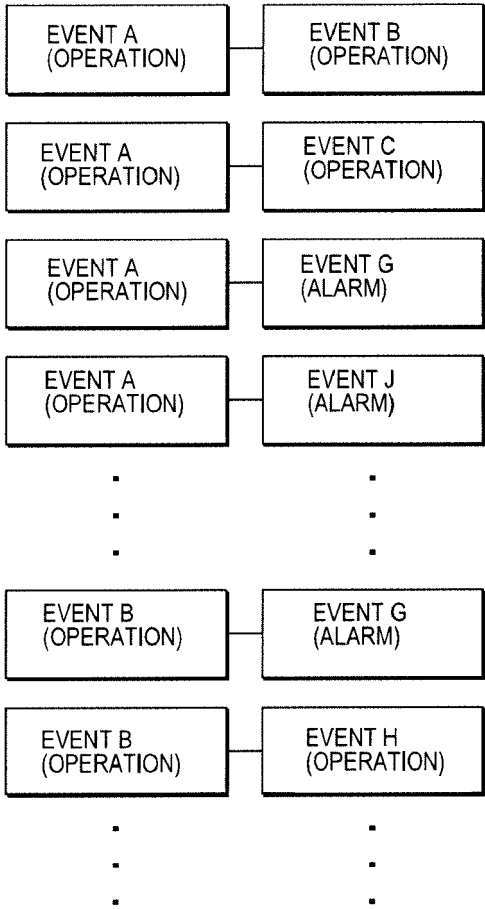 EVENT A
(OPERATION)
EVENT B
(OPERATION)
EVENT A
(OPERATION)
EVENT C
(OPERATION)
EVENT A
(OPERATION)
EVENT G
(ALARM)
EVENT A
(OPERATION)
EVENT J
(ALARM)
EVENT B
(OPERATION)
EVENT G
(ALARM)
EVENT B
(OPERATION)
EVENT H
(OPERATION)